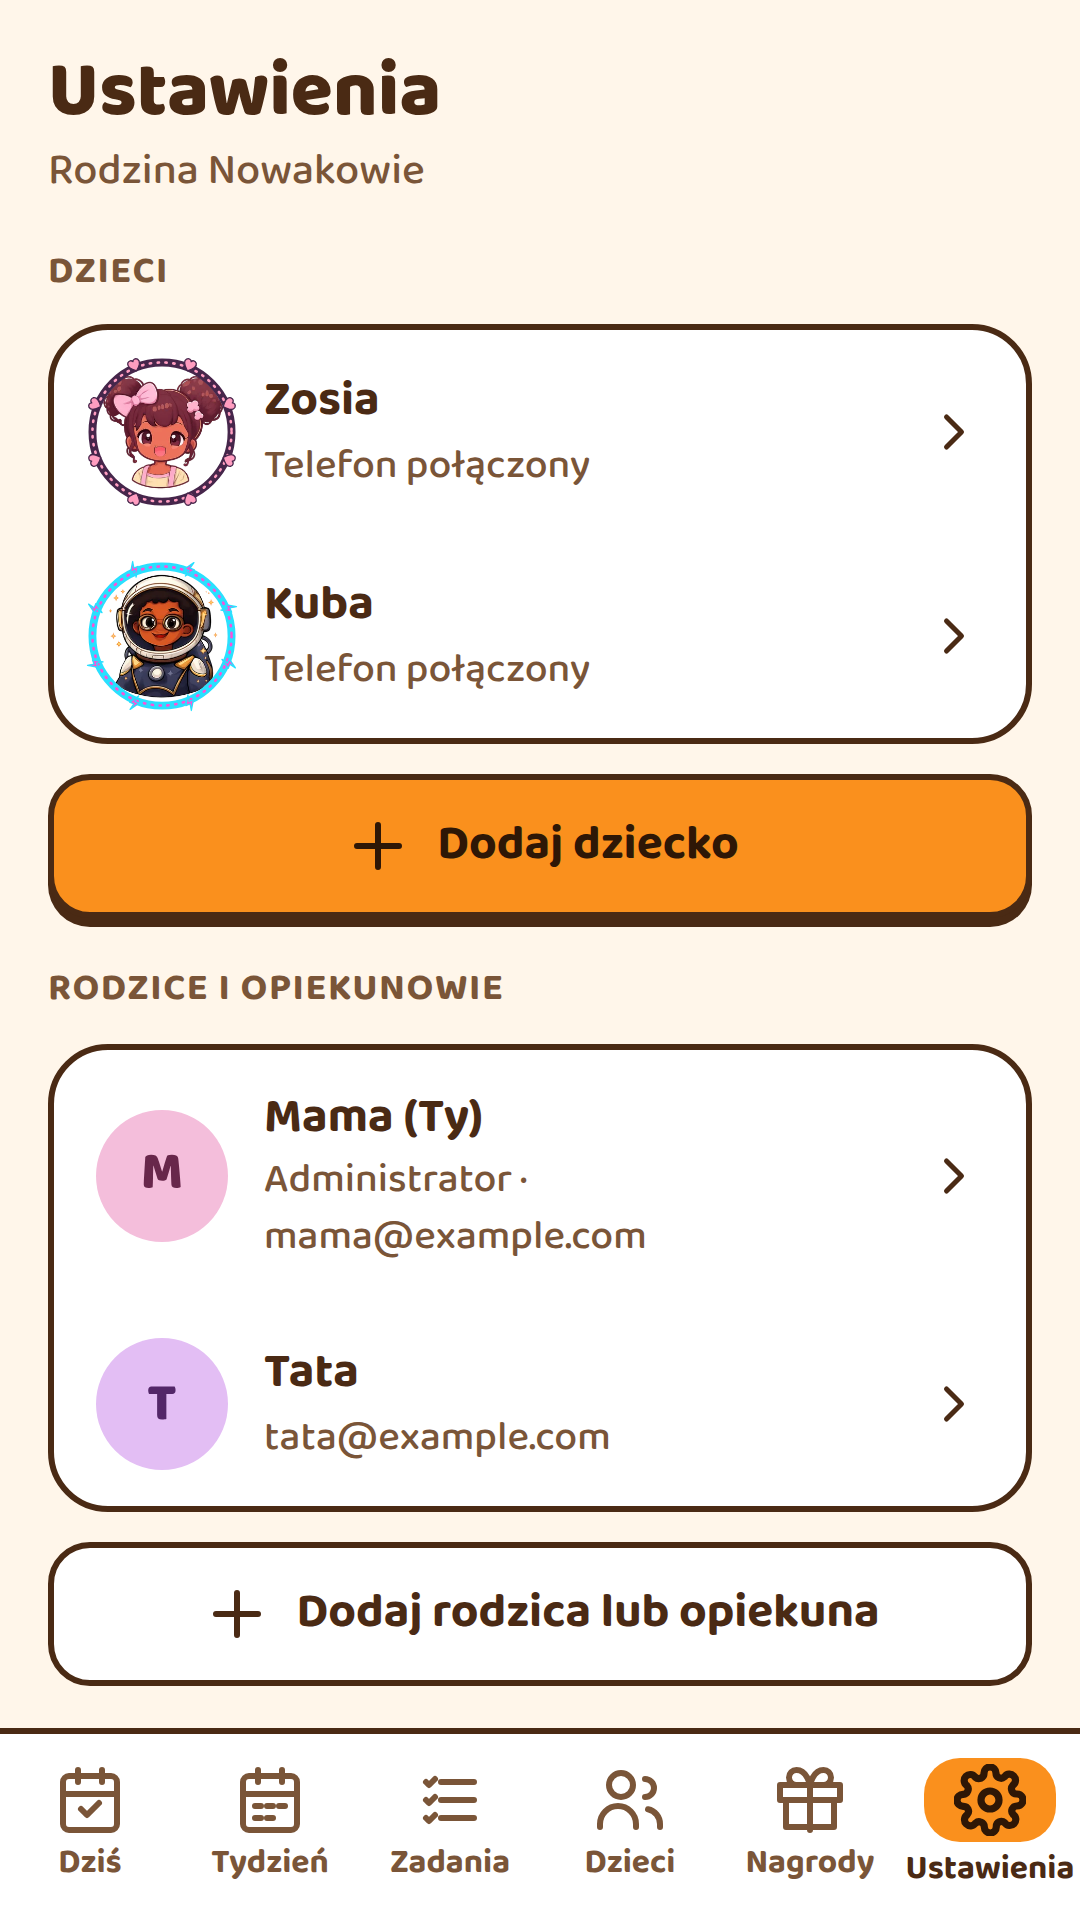 Ustawienia
Rodzina Nowakowie
DZIECI
Zosia
Telefon połączony
Kuba
Telefon połączony
Dodaj dziecko
RODZICE I OPIEKUNOWIE
M
Mama (Ty)
Administrator ·
mama@example.com
T
Tata
tata@example.com
Dodaj rodzica lub opiekuna
Dziś
Tydzień
Zadania
Dzieci
Nagrody
Ustawienia